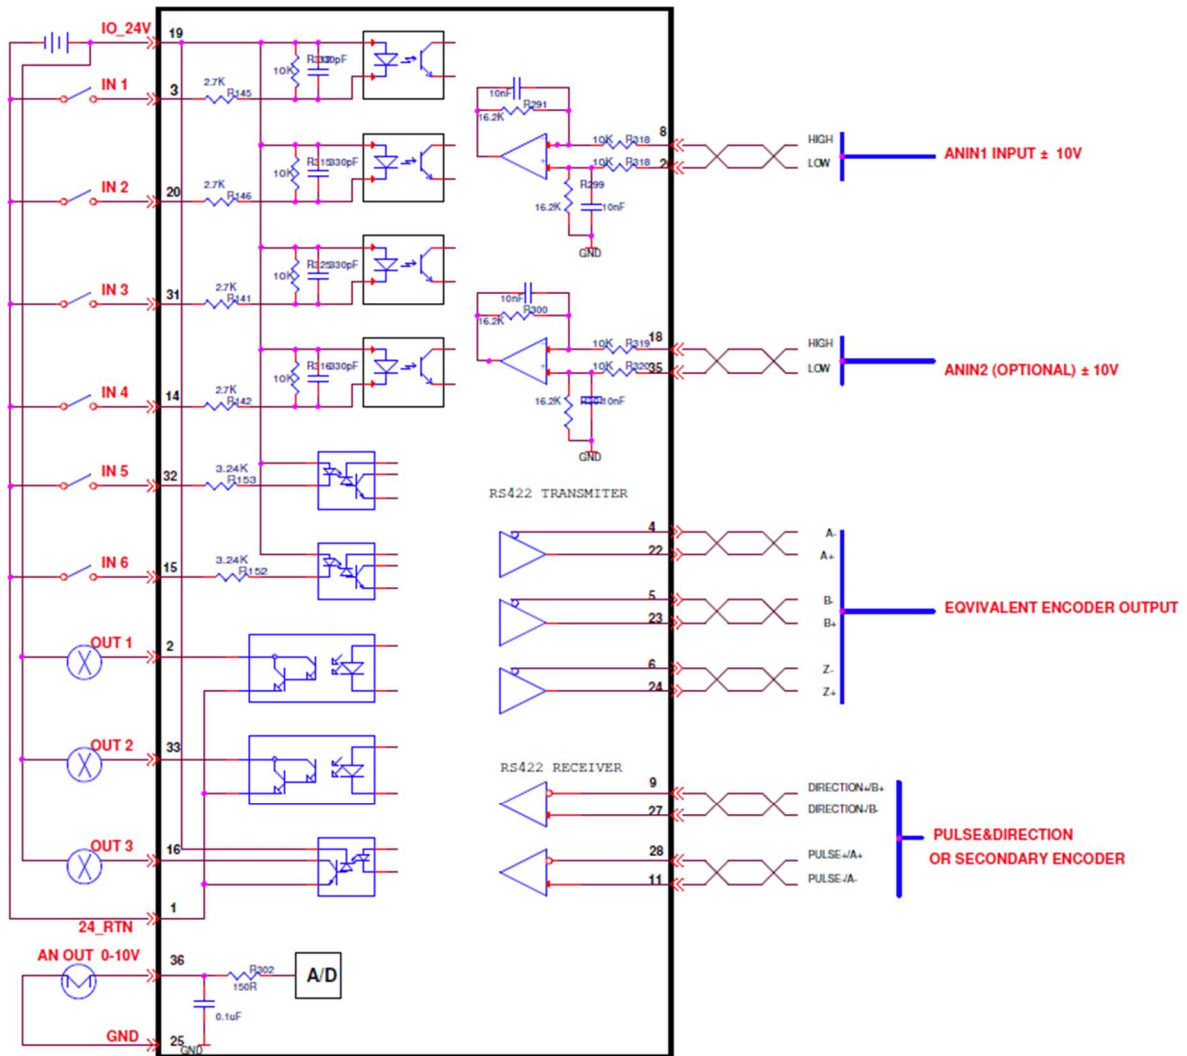 IO_24V
19
10K
IN 1
3
2.7K
R145
IN 2
20
2.7K
R146
10K
R315 330pF
IN 3
31
2.7K
R141
10K
R325 330pF
IN 4
14
2.7K
R142
10K
R316 330pF
IN 5
32
3.24K
R153
IN 6
15
3.24K
R152
OUT 1
2
OUT 2
33
OUT 3
16
24_RTN
1
AN OUT 0-10V
36
R302
150R
A/D
0.1uF
GND
25
GND
10nF
R291
16.2K
10K R318
8
10K R318
R299
16.2K
10nF
GND
HIGH
LOW
ANIN1 INPUT ± 10V
10nF
R300
16.2K
10K R319
18
10K R320
35
16.2K
10nF
GND
HIGH
LOW
ANIN2 (OPTIONAL) ± 10V
RS422 TRANSMITER
4
22
A-
A+
5
23
B-
B+
6
24
Z-
Z+
EQVIVALENT ENCODER OUTPUT
RS422 RECEIVER
9
27
DIRECTION+/B+
DIRECTION-/B-
28
11
PULSE+/A+
PULSE-/A-
PULSE&DIRECTION
OR SECONDARY ENCODER